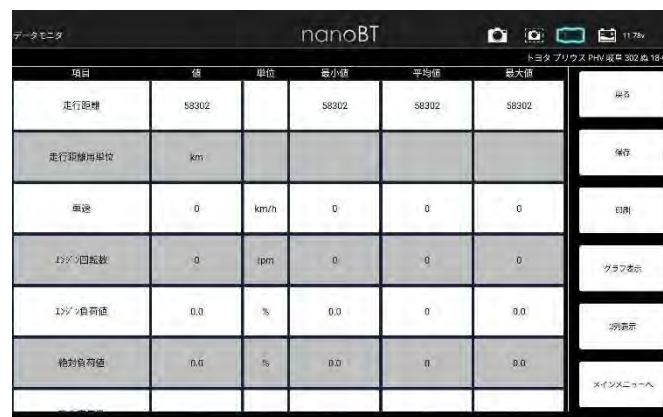 データモニタ
nanoBT
11.78v
トヨタ プリウス PHV 岐阜 302 ぬ 18-
項目 値 単位 最小値 平均値 最大値
走行距離 58302 58302 58302 58302
走行距離用単位 km
車速 0 km/h 0 0 0
ｴﾝｼﾞﾝ回転数 0 rpm 0 0 0
ｴﾝｼﾞﾝ負荷値 0.0 % 0.0 0 0.0
絶対負荷値 0.0 % 0.0 0 0.0
戻る
保存
印刷
グラフ表示
2列表示
メインメニューへ